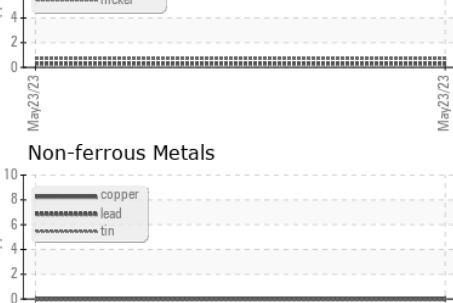 nickel
4
2
0
May23/23
May23/23
Non-ferrous Metals
10
8
6
4
2
0
copper
lead
tin